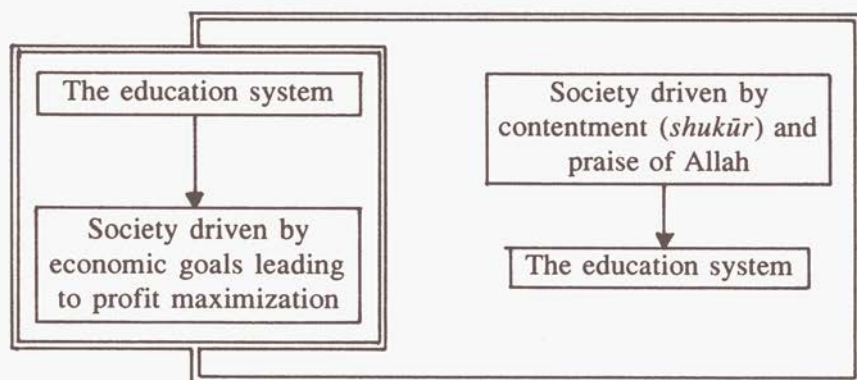 The education system
Society driven by
economic goals leading
to profit maximization
Society driven by
contentment (shukūr) and
praise of Allah
The education system